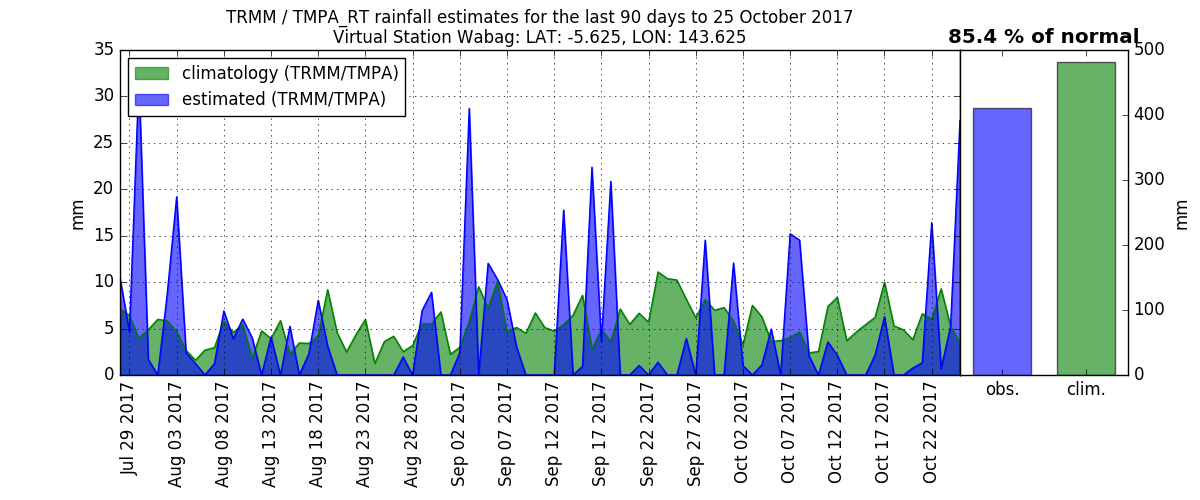 TRMM / TMPA_RT rainfall estimates for the last 90 days to 25 October 2017
Virtual Station Wabag: LAT: -5.625, LON: 143.625
85.4 % of normal
climatology (TRMM/TMPA)
estimated (TRMM/TMPA)
mm
35
30
25
20
15
10
5
0
Jul 29 2017
Aug 03 2017
Aug 08 2017
Aug 13 2017
Aug 18 2017
Aug 23 2017
Aug 28 2017
Sep 02 2017
Sep 07 2017
Sep 12 2017
Sep 17 2017
Sep 22 2017
Sep 27 2017
Oct 02 2017
Oct 07 2017
Oct 12 2017
Oct 17 2017
Oct 22 2017
obs.
clim.
500
400
300
200
100
0
mm